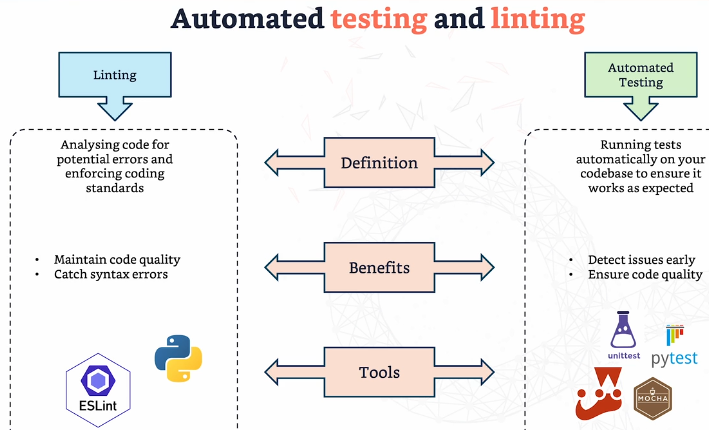 Automated testing and linting
Linting
Analysing code for
potential errors and
enforcing coding
standards
• Maintain code quality
• Catch syntax errors
ESLint
Definition
Benefits
Tools
Automated
Testing
Running tests
automatically on your
codebase to ensure it
works as expected
• Detect issues early
• Ensure code quality
unittest
pytest
MOCHA